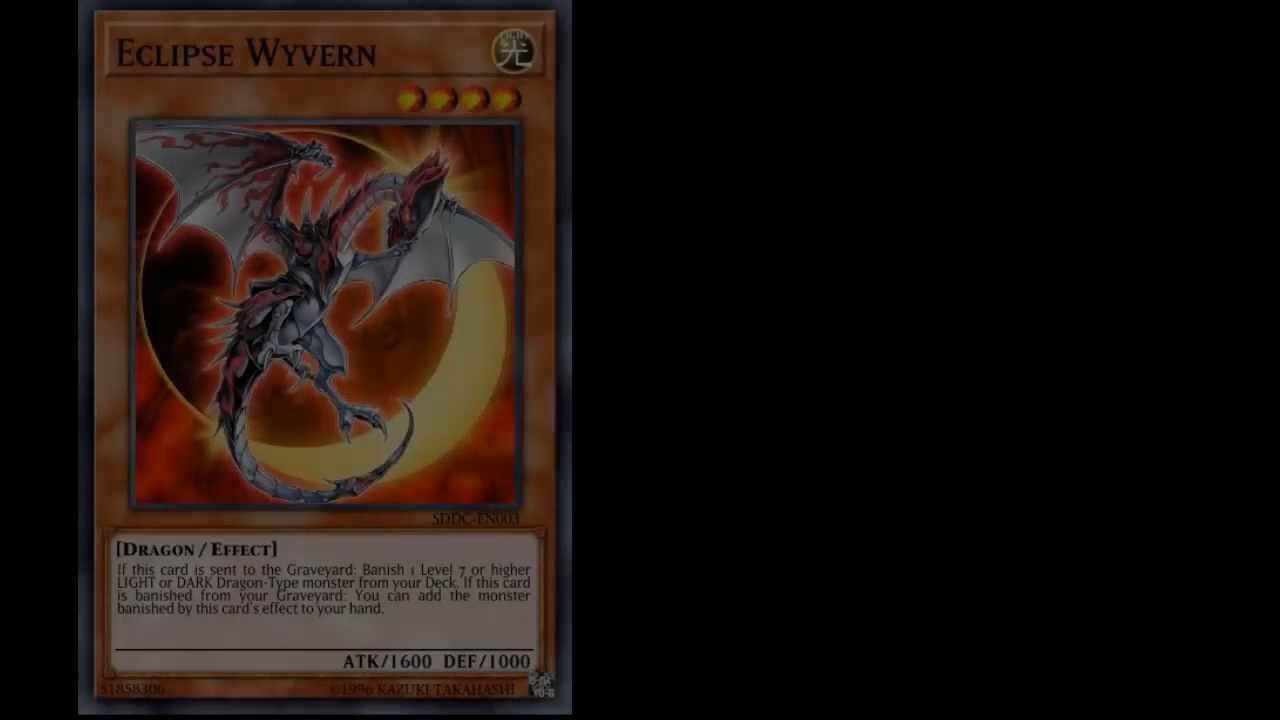 ECLIPSE WYVERN
LIGHT
光
SDDC-EN003
[DRAGON / EFFECT]
If this card is sent to the Graveyard: Banish 1 Level 7 or higher
LIGHT or DARK Dragon-Type monster from your Deck. If this card
is banished from your Graveyard: You can add the monster
banished by this card's effect to your hand.
ATK/1600 DEF/1000
51858306
©1996 KAZUKI TAKAHASHI